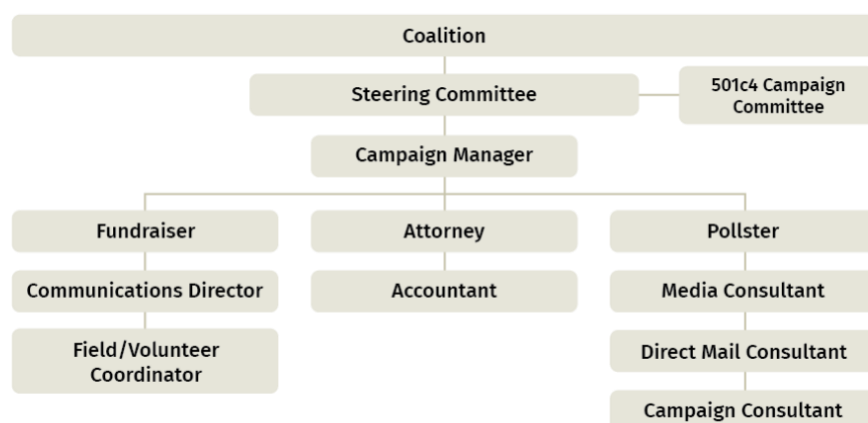 Coalition
Steering Committee
501c4 Campaign
Committee
Campaign Manager
Fundraiser
Attorney
Pollster
Communications Director
Accountant
Media Consultant
Field/Volunteer
Coordinator
Direct Mail Consultant
Campaign Consultant